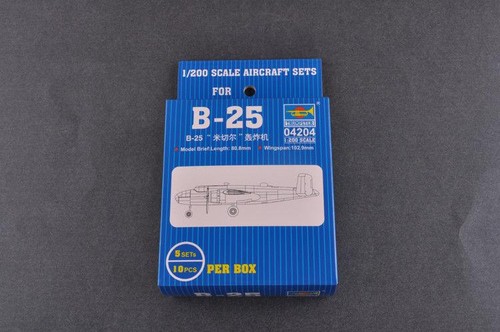 1/200 SCALE AIRCRAFT SETS
FOR
B-25
B-25 “米切尔”轰炸机
Model Brief-Length: 80.8mm
Wingspan:102.9mm
04204
1:200 SCALE
5 SETs
10 PCS
PER BOX
B-25